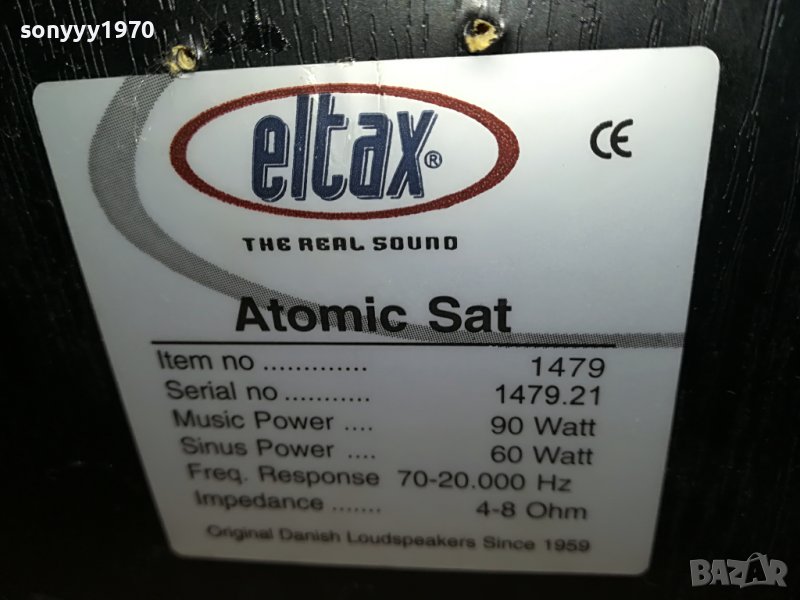 sonyyy1970
eltax®
CE
THE REAL SOUND
Atomic Sat
Item no ............. 1479
Serial no ........... 1479.21
Music Power .... 90 Watt
Sinus Power .... 60 Watt
Freq. Response 70-20.000 Hz
Impedance ....... 4-8 Ohm
Original Danish Loudspeakers Since 1959
BAZAR